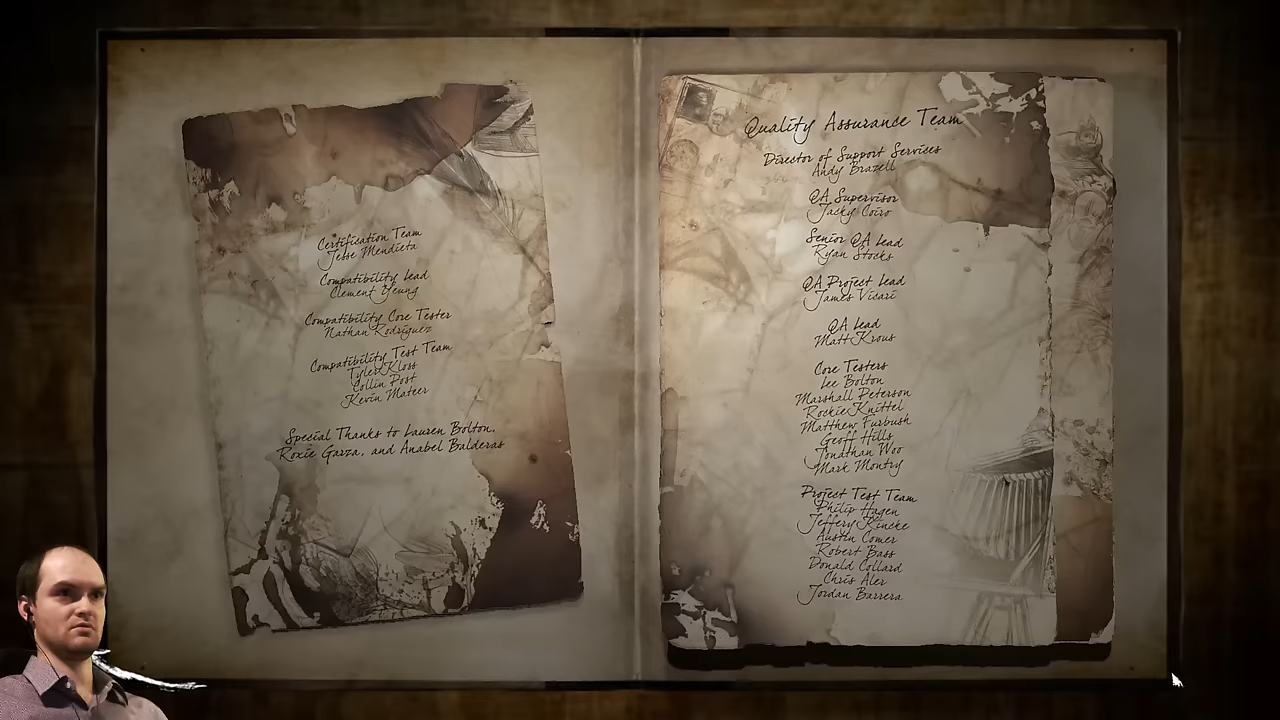 Certification Team
Jesse Mendieta
Compatibility Lead
Clement Yeung
Compatibility Core Tester
Nathan Rodriguez
Compatibility Test Team
Tyler Kloss
Collin Post
Kevin Mateer
Special Thanks to Lauren Bolton,
Roxie Garza, and Anabel Balderas
Quality Assurance Team
Director of Support Services
Andy Brazell
QA Supervisor
Jacky Coiro
Senior QA Lead
Ryan Stocks
QA Project Lead
James Vicari
QA Lead
Matt Krous
Core Testers
Lee Bolton
Marshall Peterson
Rockie Knittel
Matthew Furbush
Geoff Hills
Jonathan Woo
Mark Montry
Project Test Team
Philip Hagen
Jeffery Kincke
Austin Comer
Robert Bass
Donald Collard
Chris Aler
Jordan Barrera